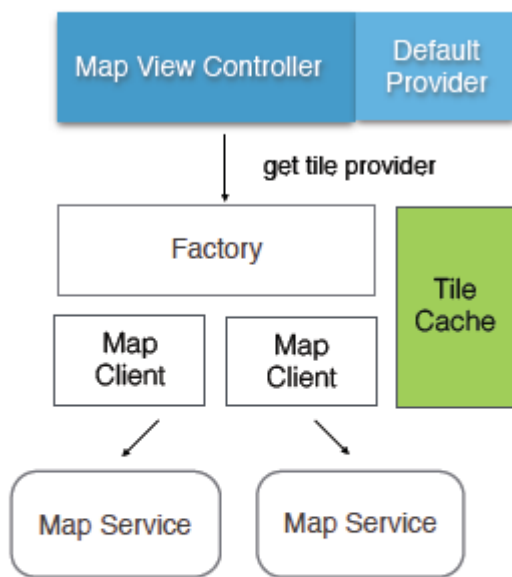 Map View Controller
Default
Provider
get tile provider
Factory
Tile
Cache
Map
Client
Map
Client
Map Service
Map Service